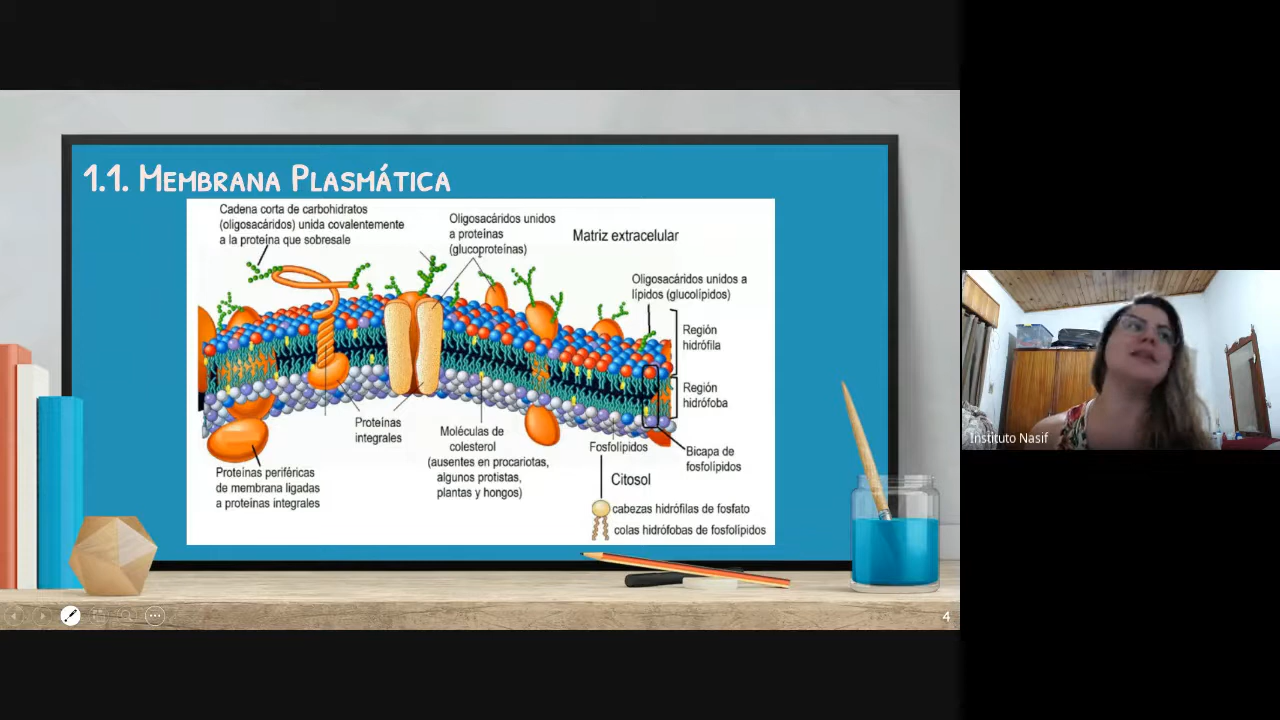 1.1. Membrana Plasmática
Cadena corta de carbohidratos
(oligosacáridos) unida covalentemente
a la proteína que sobresale
Oligosacáridos unidos
a proteínas
(glucoproteínas)
Matriz extracelular
Oligosacáridos unidos a
lípidos (glucolípidos)
Región
hidrófila
Región
hidrófoba
Proteínas
integrales
Moléculas de
colesterol
(ausentes en procariotas,
algunos protistas,
plantas y hongos)
Fosfolípidos
Bicapa de
fosfolípidos
Citosol
Proteínas periféricas
de membrana ligadas
a proteínas integrales
cabezas hidrófilas de fosfato
colas hidrófobas de fosfolípidos
4
Instituto Nasif